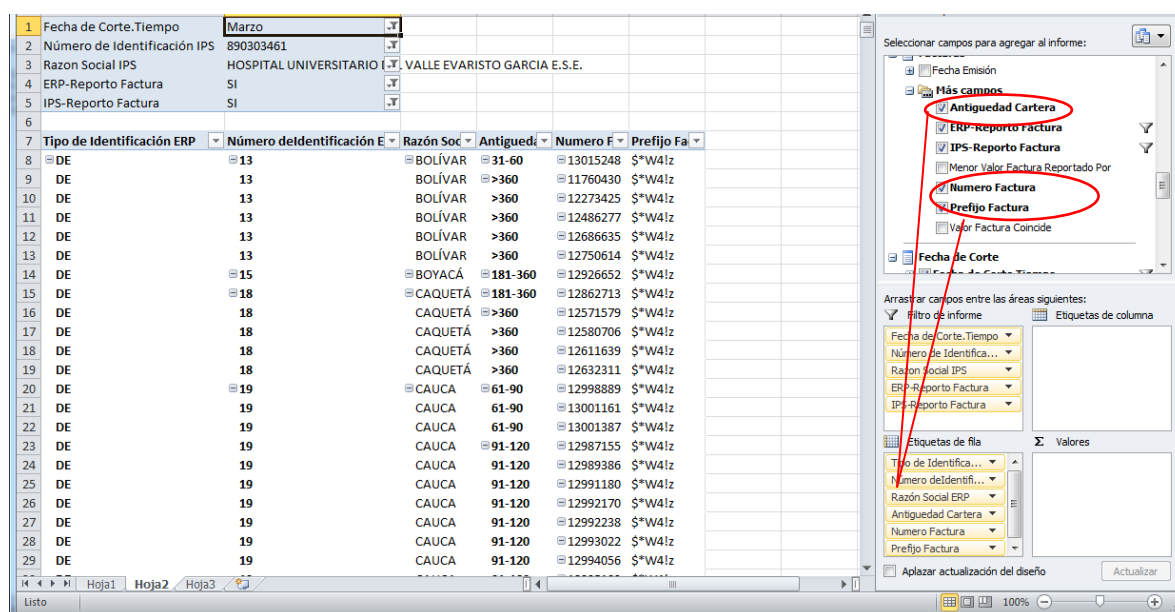 1 Fecha de Corte.Tiempo Marzo
2 Número de Identificación IPS 890303461
3 Razon Social IPS HOSPITAL UNIVERSITARIO VALLE EVARISTO GARCIA E.S.E.
4 ERP-Reporto Factura SI
5 IPS-Reporto Factura SI
6
7 Tipo de Identificación ERP Número deIdentificación E Razón Soc Antigueda Numero F Prefijo Fa
8 DE 13 BOLÍVAR 31-60 13015248 $*W4!z
9 DE 13 BOLÍVAR >360 11760430 $*W4!z
10 DE 13 BOLÍVAR >360 12273425 $*W4!z
11 DE 13 BOLÍVAR >360 12486277 $*W4!z
12 DE 13 BOLÍVAR >360 12686635 $*W4!z
13 DE 13 BOLÍVAR >360 12750614 $*W4!z
14 DE 15 BOYACÁ 181-360 12926652 $*W4!z
15 DE 18 CAQUETÁ 181-360 12862713 $*W4!z
16 DE 18 CAQUETÁ >360 12571579 $*W4!z
17 DE 18 CAQUETÁ >360 12580706 $*W4!z
18 DE 18 CAQUETÁ >360 12611639 $*W4!z
19 DE 18 CAQUETÁ >360 12632311 $*W4!z
20 DE 19 CAUCA 61-90 12998889 $*W4!z
21 DE 19 CAUCA 61-90 13001161 $*W4!z
22 DE 19 CAUCA 61-90 13001387 $*W4!z
23 DE 19 CAUCA 91-120 12987155 $*W4!z
24 DE 19 CAUCA 91-120 12989386 $*W4!z
25 DE 19 CAUCA 91-120 12991180 $*W4!z
26 DE 19 CAUCA 91-120 12992170 $*W4!z
27 DE 19 CAUCA 91-120 12992238 $*W4!z
28 DE 19 CAUCA 91-120 12993022 $*W4!z
29 DE 19 CAUCA 91-120 12994056 $*W4!z
Hoja1 Hoja2 Hoja3
Listo
100%
Seleccionar campos para agregar al informe:
Fecha Emisión
Más campos
Antiguedad Cartera
ERP-Reporto Factura
IPS-Reporto Factura
Menor Valor Factura Reportado Por
Numero Factura
Prefijo Factura
Valor Factura Coincide
Fecha de Corte
Arrastrar campos entre las áreas siguientes:
Filtro de informe Etiquetas de columna
Fecha de Corte.Tiempo
Número de Identifica...
Razon Social IPS
ERP-Reporto Factura
IPS-Reporto Factura
Etiquetas de fila Σ Valores
Tipo de Identifica...
Número deIdentifi...
Razón Social ERP
Antiguedad Cartera
Numero Factura
Prefijo Factura
Aplazar actualización del diseño Actualizar